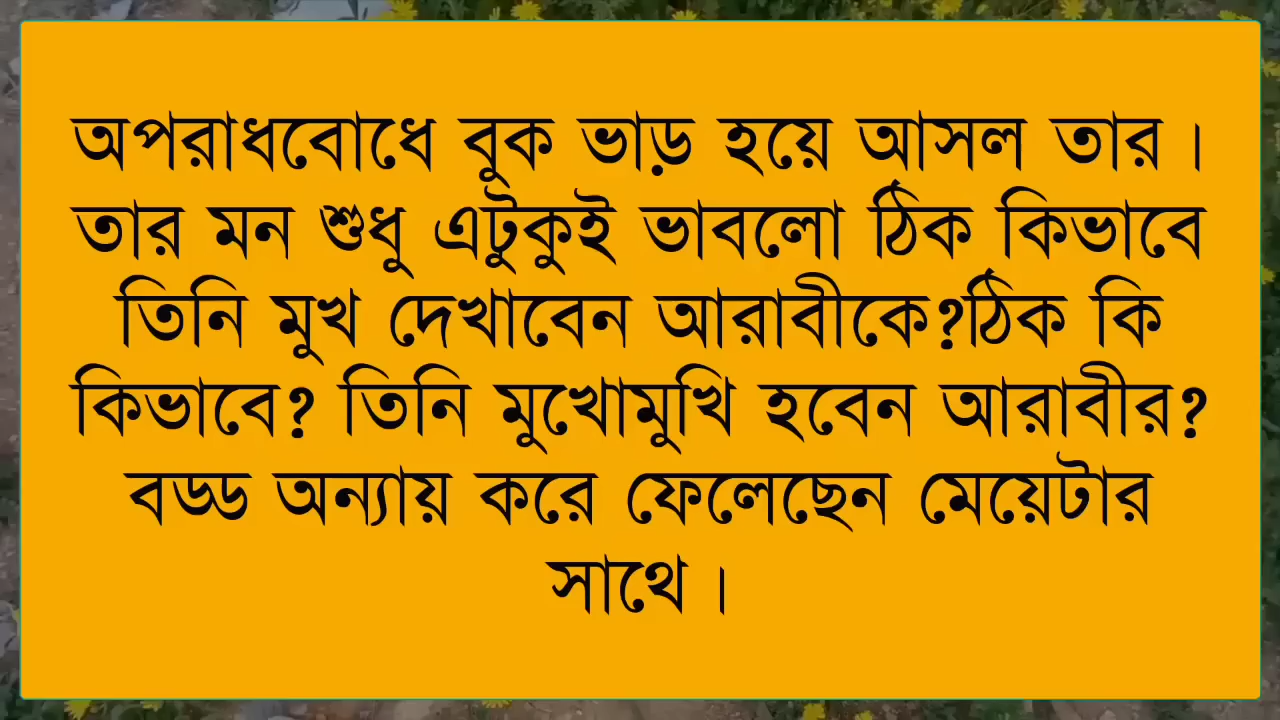 অপরাধবোধে বুক ভাড় হয়ে আসল তার।
তার মন শুধু এটুকুই ভাবলো ঠিক কিভাবে
তিনি মুখ দেখাবেন আরাবীকে?ঠিক কি
কিভাবে? তিনি মুখোমুখি হবেন আরাবীর?
বড্ড অন্যায় করে ফেলেছেন মেয়েটার
সাথে।